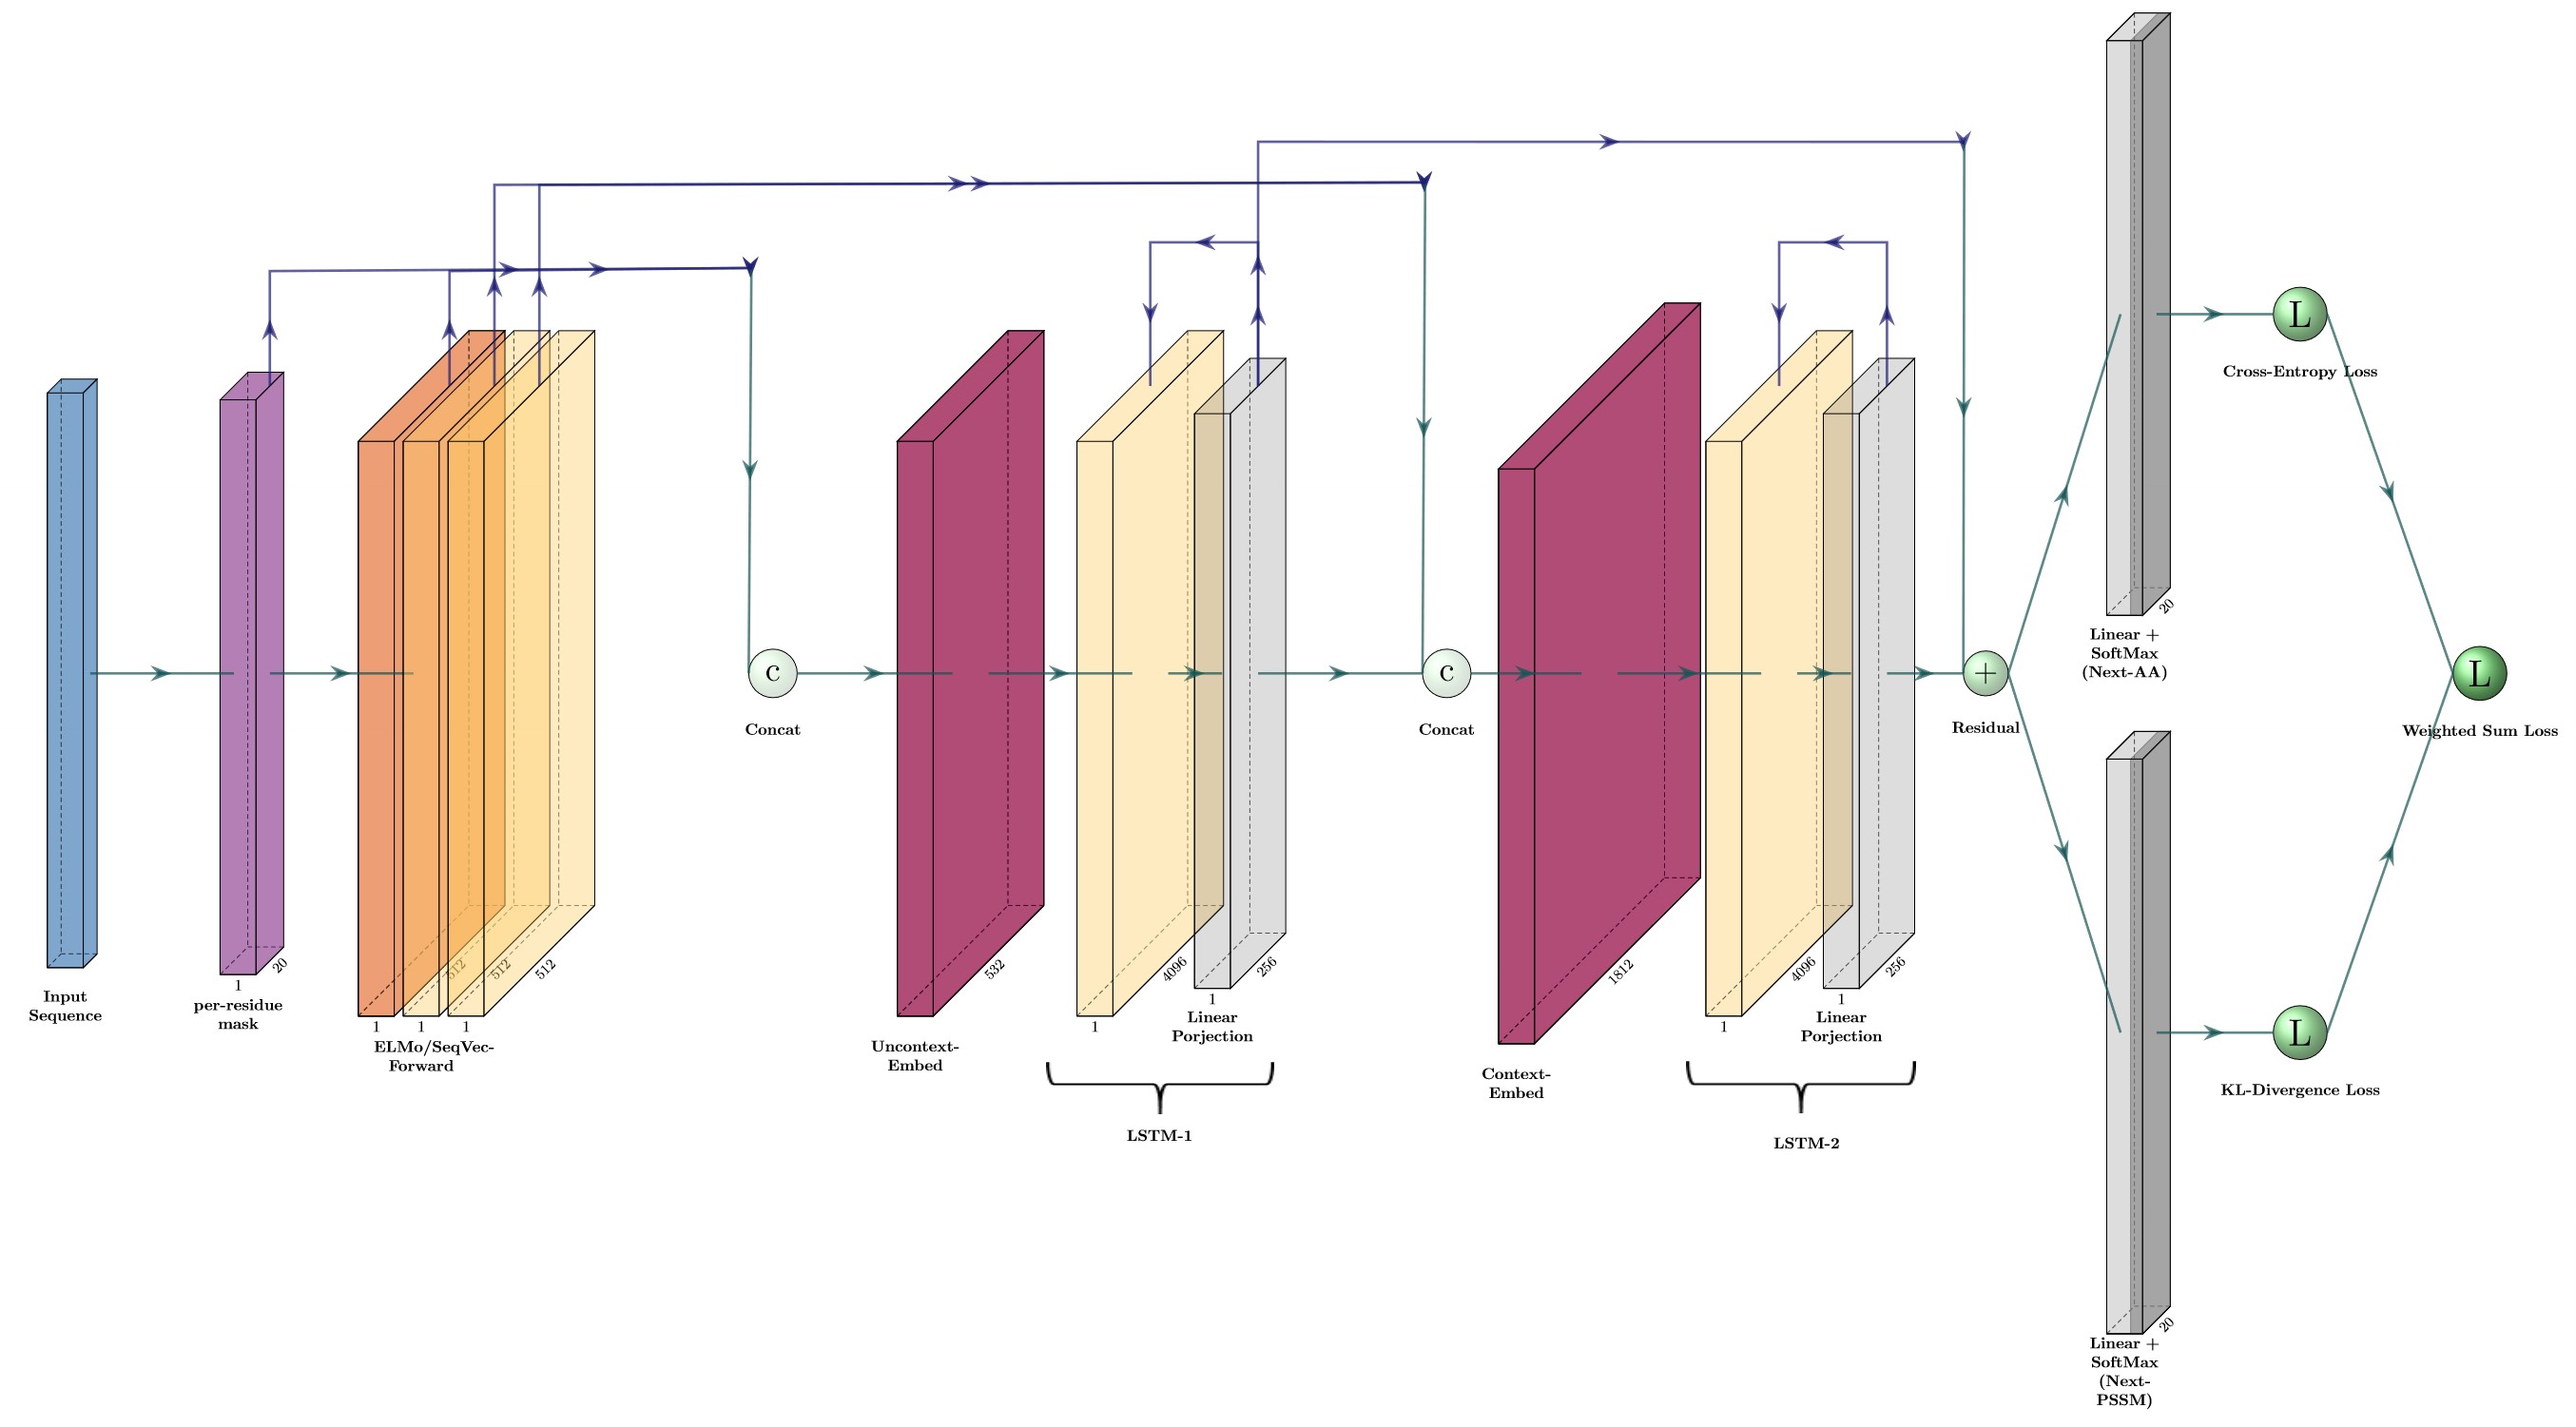 Input
Sequence
1
20
per-residue
mask
1
1
1
512
512
512
ELMo/SeqVec-
Forward
c
Concat
532
Uncontext-
Embed
1
4096
1
256
Linear
Porjection
LSTM-1
c
Concat
1812
Context-
Embed
1
4096
1
256
Linear
Porjection
LSTM-2
+
Residual
20
Linear +
SoftMax
(Next-AA)
L
Cross-Entropy Loss
20
Linear +
SoftMax
(Next-
PSSM)
L
KL-Divergence Loss
L
Weighted Sum Loss